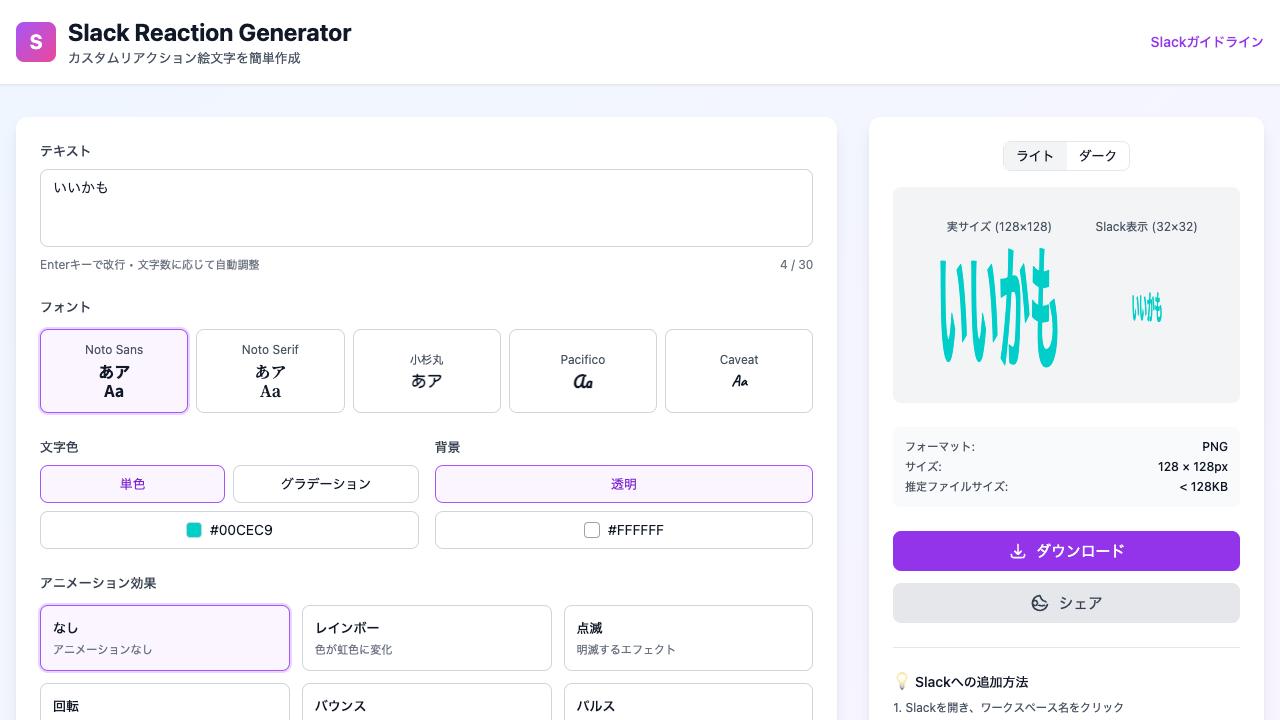 S
Slack Reaction Generator
カスタムリアクション絵文字を簡単作成
Slackガイドライン
テキスト
いいかも
Enterキーで改行・文字数に応じて自動調整
4 / 30
フォント
Noto Sans
あア
Aa
Noto Serif
あア
Aa
小杉丸
あア
Pacifico
Aa
Caveat
Aa
文字色
単色
グラデーション
#00CEC9
背景
透明
#FFFFFF
アニメーション効果
なし
アニメーションなし
レインボー
色が虹色に変化
点滅
明滅するエフェクト
回転
バウンス
パルス
ライト
ダーク
実サイズ (128×128)
いいかも
Slack表示 (32×32)
いいかも
フォーマット:
PNG
サイズ:
128 × 128px
推定ファイルサイズ:
< 128KB
ダウンロード
シェア
Slackへの追加方法
1. Slackを開き、ワークスペース名をクリック